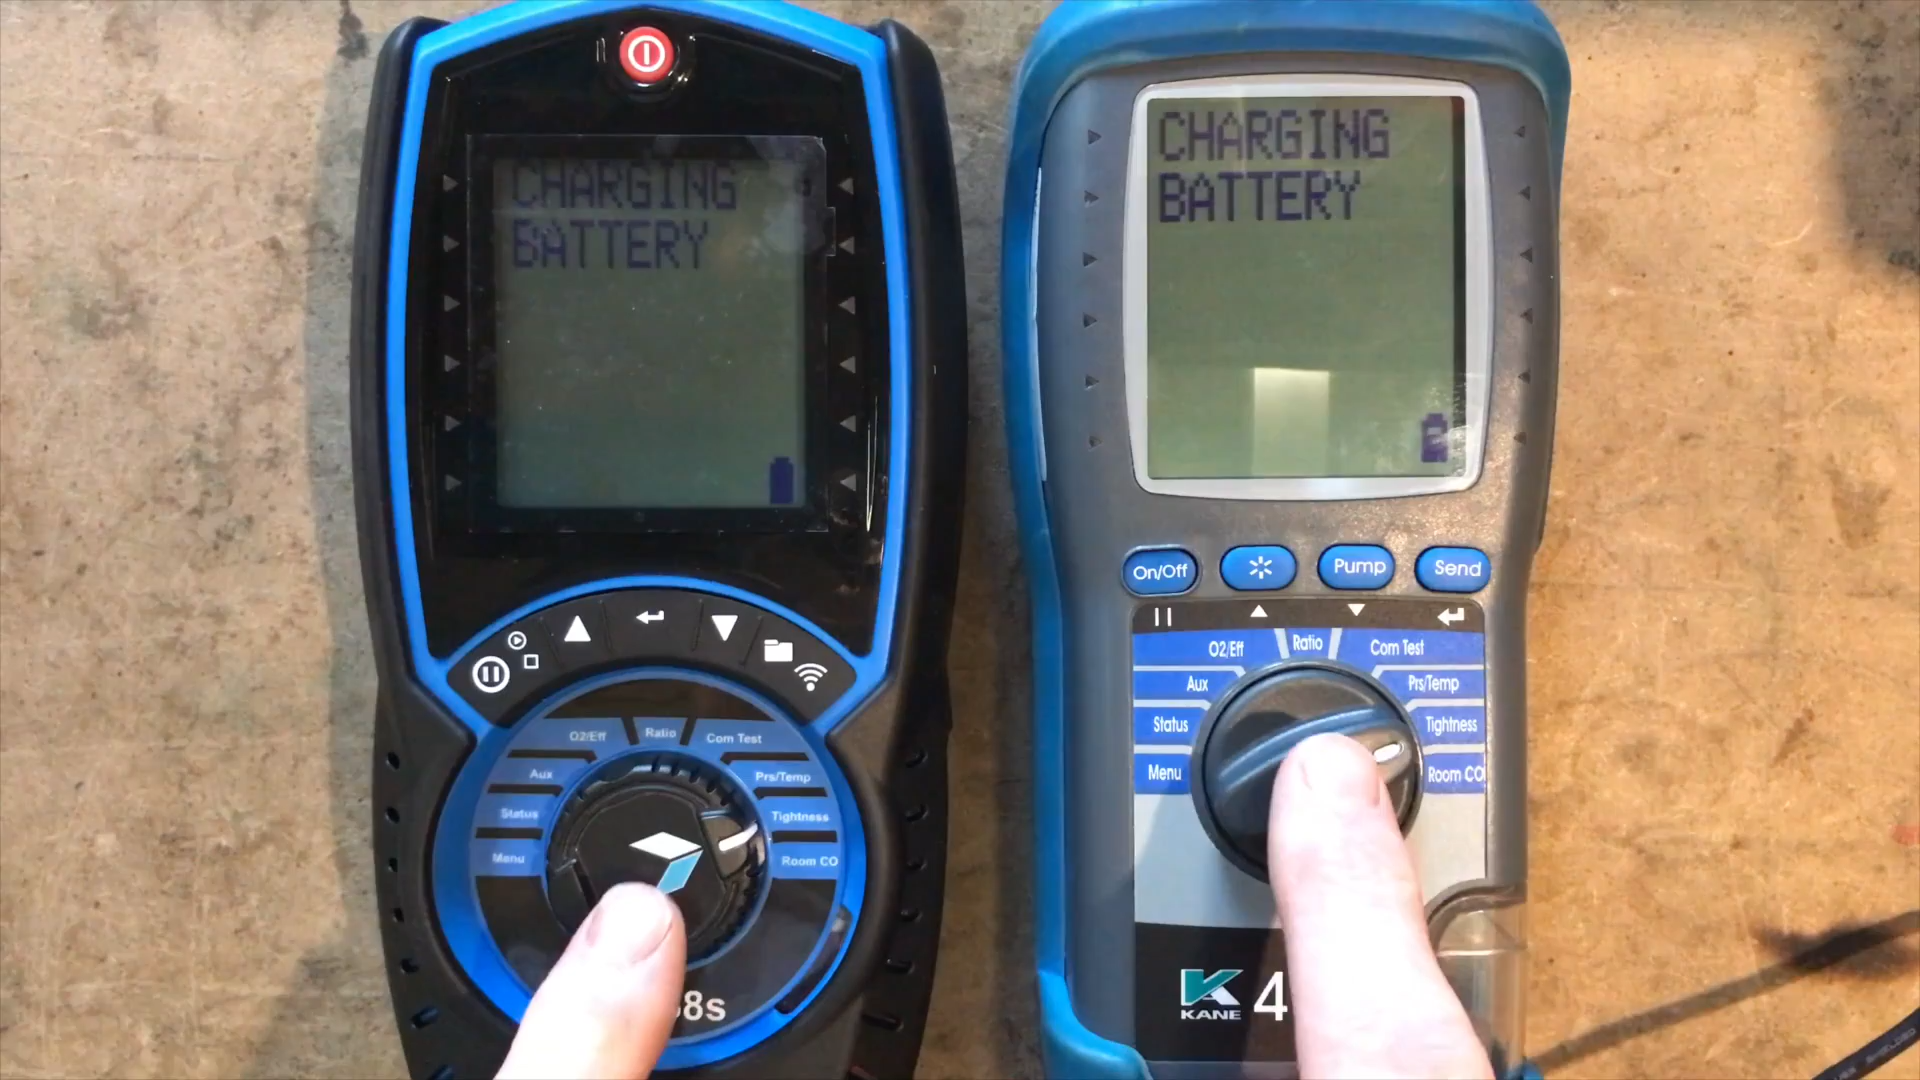 CHARGING
BATTERY
O2/Eff
Ratio
Com Test
Aux
Prs/Temp
Status
Tightness
Menu
Room CO
8s
CHARGING
BATTERY
On/Off
Pump
Send
O2/Eff
Ratio
Com Test
Aux
Prs/Temp
Status
Tightness
Menu
Room CO
KANE 4